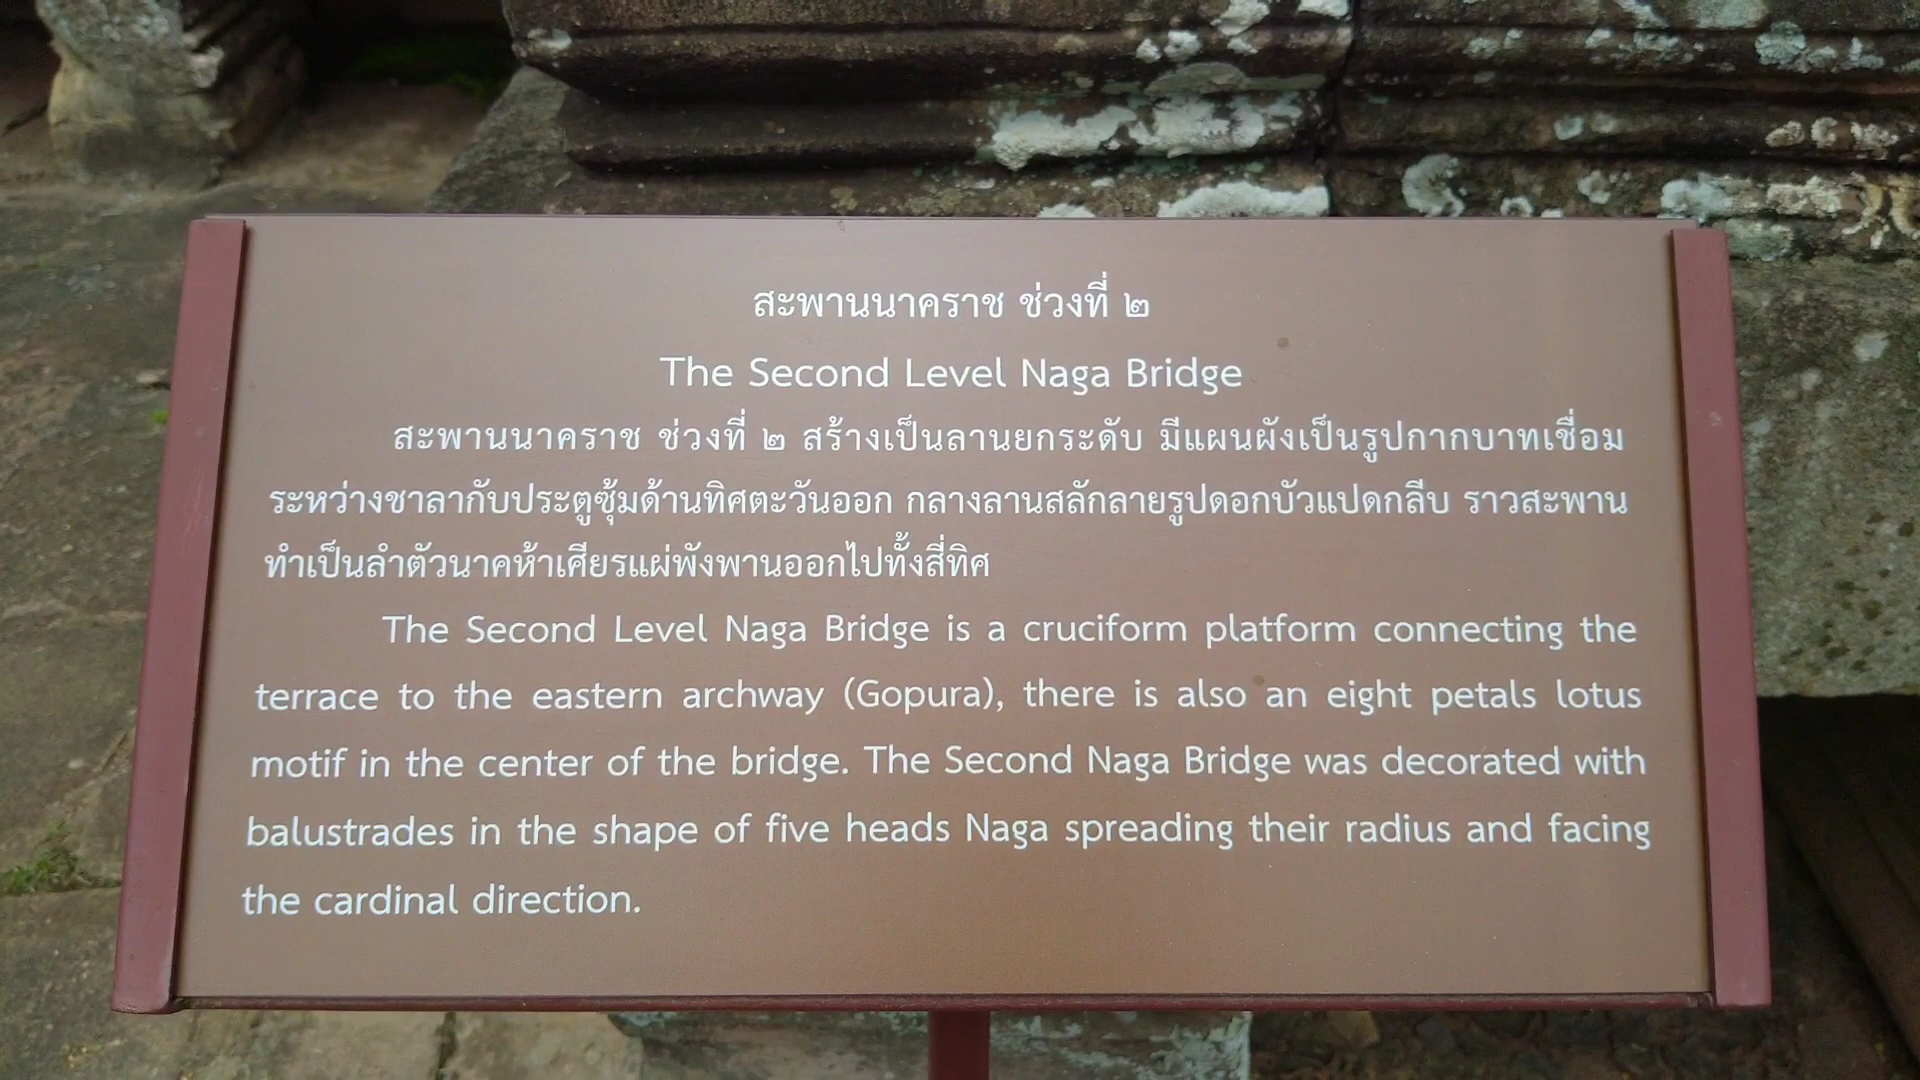 สะพานนาคราช ช่วงที่ ๒
The Second Level Naga Bridge
สะพานนาคราช ช่วงที่ ๒ สร้างเป็นลานยกระดับ มีแผนผังเป็นรูปกากบาทเชื่อม
ระหว่างชาลากับประตูซุ้มด้านทิศตะวันออก กลางลานสลักลายรูปดอกบัวแปดกลีบ ราวสะพาน
ทำเป็นลำตัวนาคห้าเศียรแผ่พังพานออกไปทั้งสี่ทิศ
The Second Level Naga Bridge is a cruciform platform connecting the
terrace to the eastern archway (Gopura), there is also an eight petals lotus
motif in the center of the bridge. The Second Naga Bridge was decorated with
balustrades in the shape of five heads Naga spreading their radius and facing
the cardinal direction.